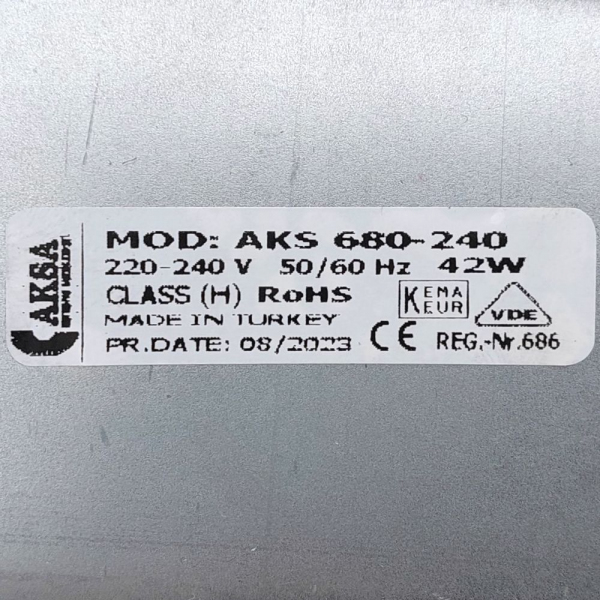 AKSA
MOD: AKS 680-240
220-240 V 50/60 Hz 42W
CLASS (H) RoHS
MADE IN TURKEY
PR.DATE: 08/2023
KEMA
KEUR
VDE
CE REG.-Nr.686